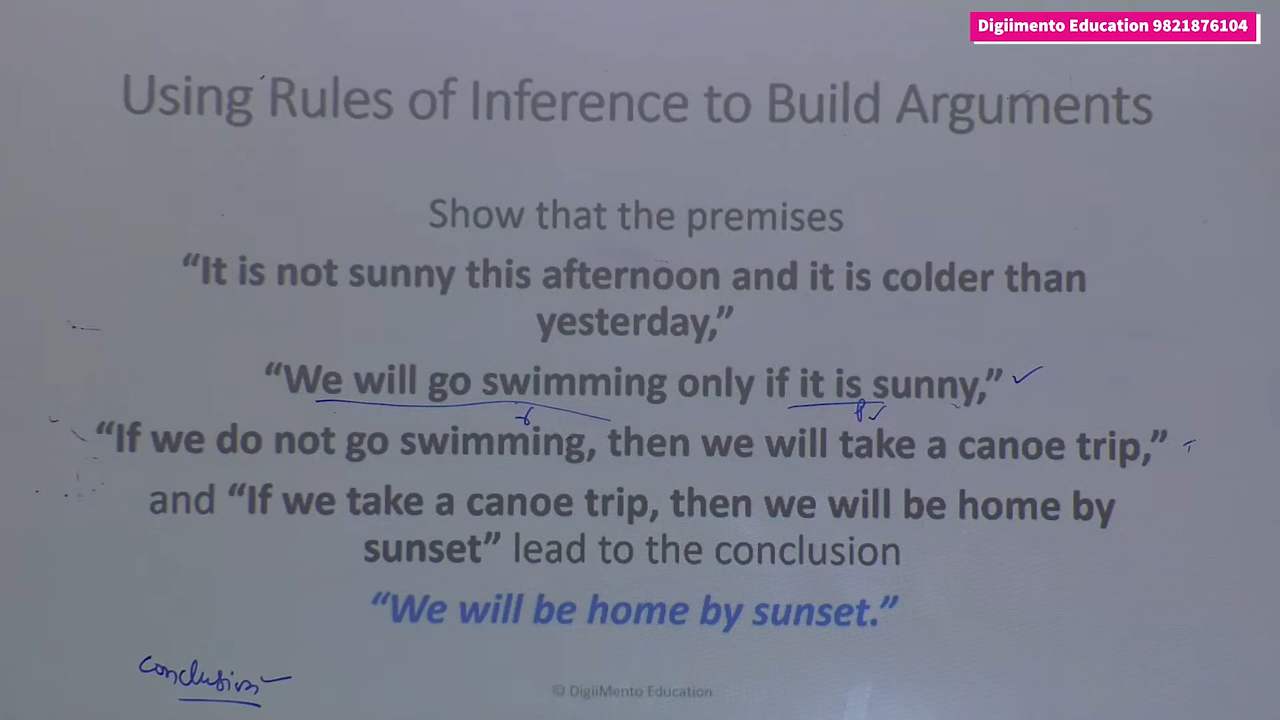 Digiimento Education 9821876104
Using Rules of Inference to Build Arguments
Show that the premises
“It is not sunny this afternoon and it is colder than
yesterday,”
“We will go swimming only if it is sunny,”
“If we do not go swimming, then we will take a canoe trip,”
and “If we take a canoe trip, then we will be home by
sunset” lead to the conclusion
“We will be home by sunset.”
conclusion
© DigiiMento Education